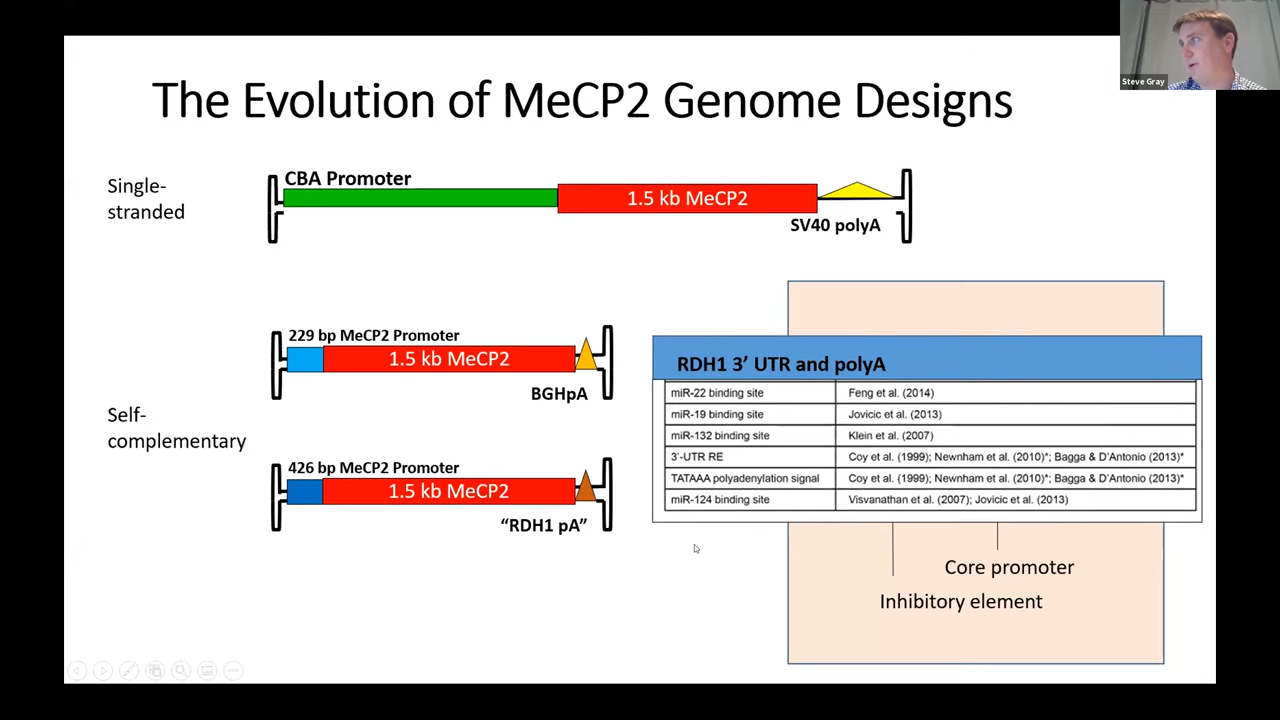 Steve Gray
The Evolution of MeCP2 Genome Designs
Single-
stranded
CBA Promoter
1.5 kb MeCP2
SV40 polyA
Self-
complementary
229 bp MeCP2 Promoter
1.5 kb MeCP2
BGHpA
426 bp MeCP2 Promoter
1.5 kb MeCP2
“RDH1 pA”
RDH1 3’ UTR and polyA
miR-22 binding site Feng et al. (2014)
miR-19 binding site Jovicic et al. (2013)
miR-132 binding site Klein et al. (2007)
3'-UTR RE Coy et al. (1999); Newnham et al. (2010)*; Bagga & D'Antonio (2013)*
TATAAA polyadenylation signal Coy et al. (1999); Newnham et al. (2010)*; Bagga & D'Antonio (2013)*
miR-124 binding site Visvanathan et al. (2007); Jovicic et al. (2013)
Core promoter
Inhibitory element